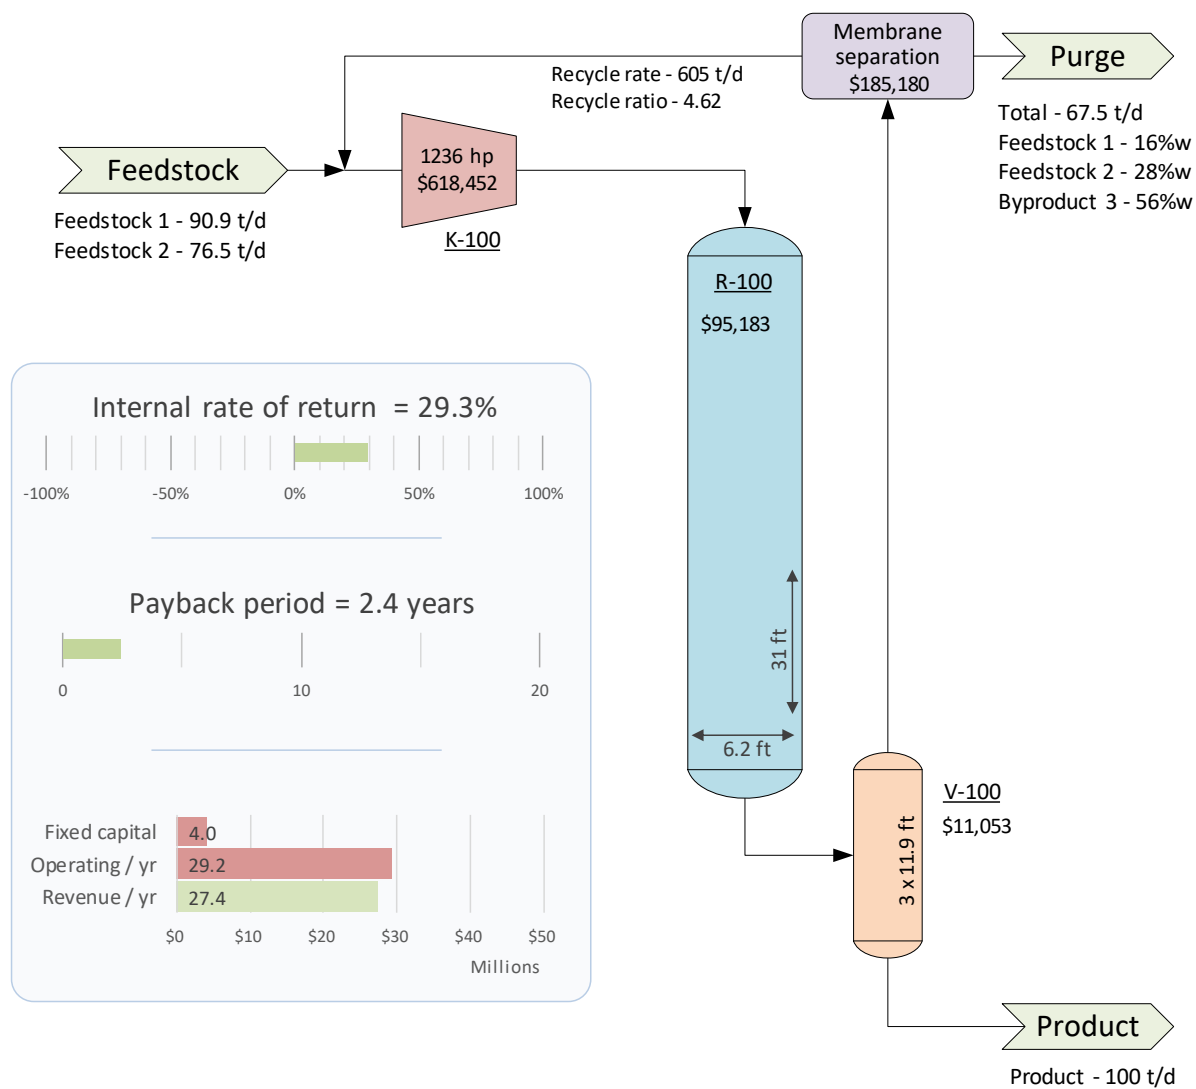 Membrane
separation
$185,180
Purge
Recycle rate - 605 t/d
Recycle ratio - 4.62
Total - 67.5 t/d
Feedstock 1 - 16%w
Feedstock 2 - 28%w
Byproduct 3 - 56%w
Feedstock
1236 hp
$618,452
Feedstock 1 - 90.9 t/d
Feedstock 2 - 76.5 t/d
K-100
R-100
$95,183
Internal rate of return = 29.3%
-100% -50% 0% 50% 100%
Payback period = 2.4 years
0 10 20
31 ft
6.2 ft
V-100
$11,053
3 x 11.9 ft
Fixed capital 4.0
Operating / yr 29.2
Revenue / yr 27.4
$0 $10 $20 $30 $40 $50
Millions
Product
Product - 100 t/d